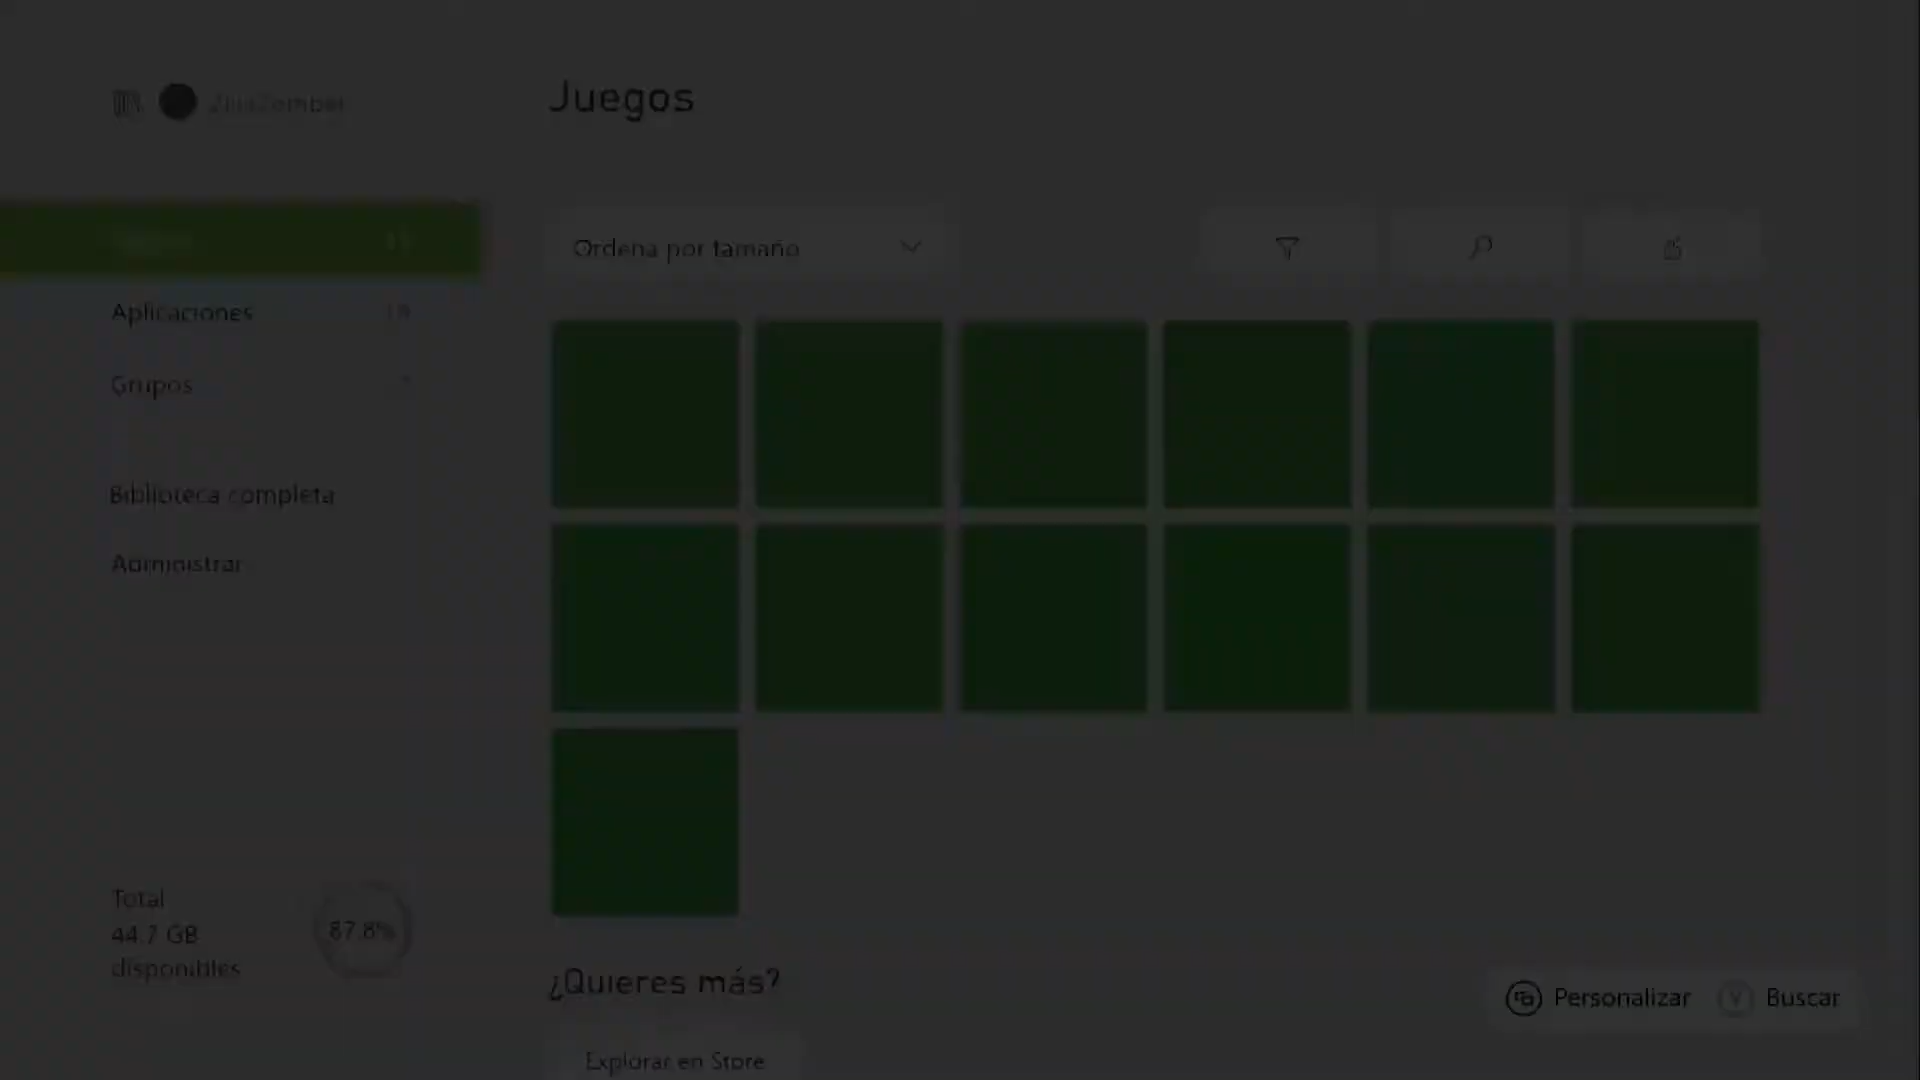 Juegos
Ordena por tamaño
Aplicaciones
Grupos
Biblioteca completa
Administrar
Total
44.7 GB
disponibles
87.8%
¿Quieres más?
Explorar en Store
Personalizar
Y Buscar